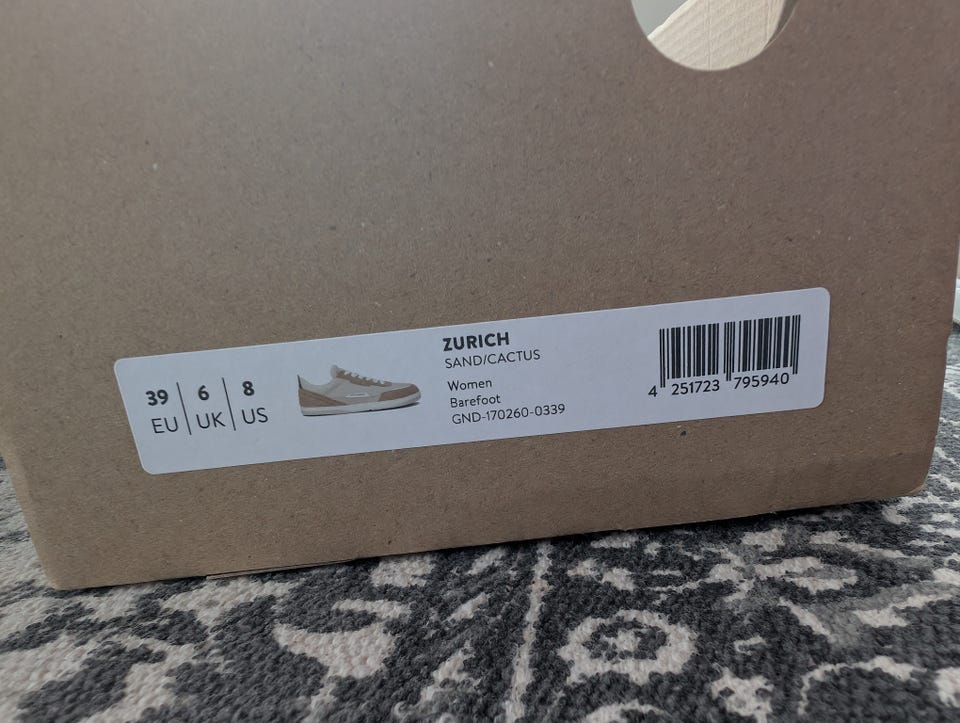 39 | 6 | 8
EU | UK | US
ZURICH
SAND/CACTUS
Women
Barefoot
GND-170260-0339
4 251723 795940